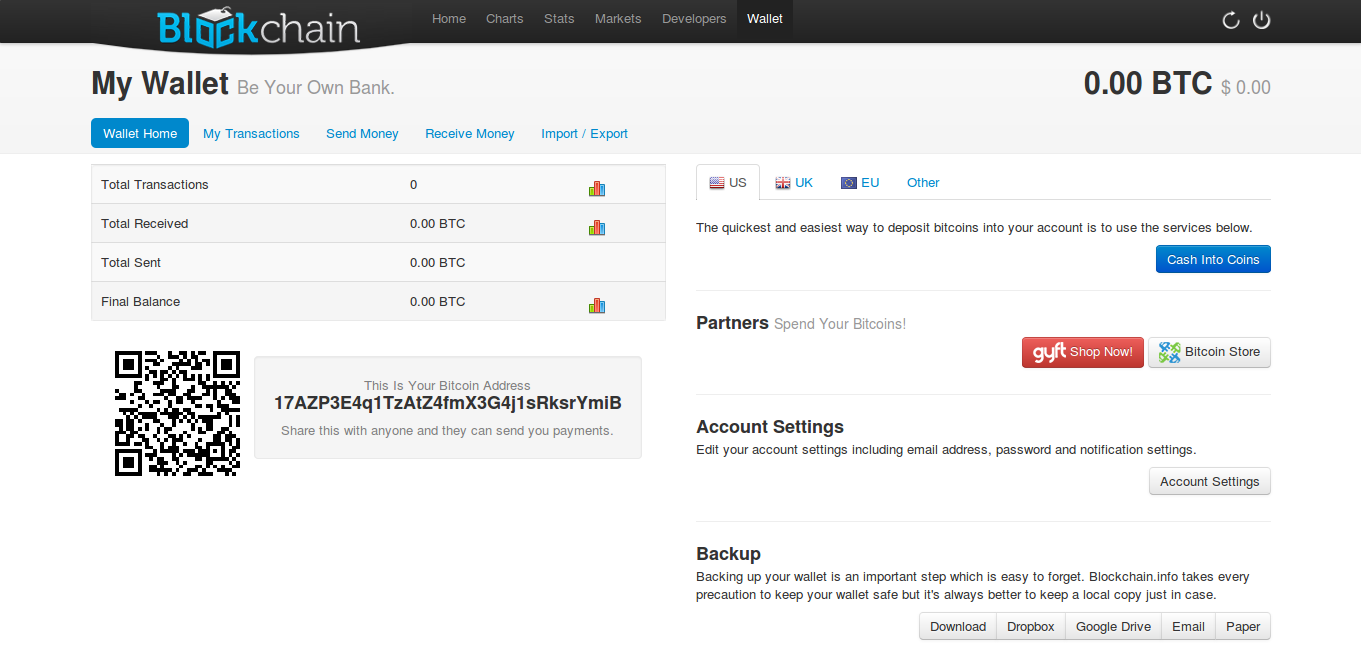 Blockchain
Home Charts Stats Markets Developers Wallet
My Wallet Be Your Own Bank.
0.00 BTC $ 0.00
Wallet Home My Transactions Send Money Receive Money Import / Export
Total Transactions 0
Total Received 0.00 BTC
Total Sent 0.00 BTC
Final Balance 0.00 BTC
This Is Your Bitcoin Address
17AZP3E4q1TzAtZ4fmX3G4j1sRksrYmiB
Share this with anyone and they can send you payments.
US UK EU Other
The quickest and easiest way to deposit bitcoins into your account is to use the services below.
Cash Into Coins
Partners Spend Your Bitcoins!
gyft Shop Now! Bitcoin Store
Account Settings
Edit your account settings including email address, password and notification settings.
Account Settings
Backup
Backing up your wallet is an important step which is easy to forget. Blockchain.info takes every
precaution to keep your wallet safe but it's always better to keep a local copy just in case.
Download Dropbox Google Drive Email Paper